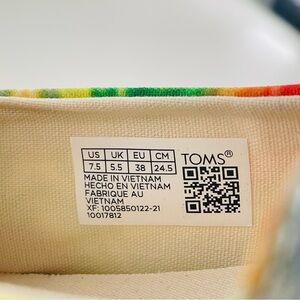 US UK EU CM TOMS®
7.5 5.5 38 24.5
MADE IN VIETNAM
HECHO EN VIETNAM
FABRIQUE AU
VIETNAM
XF: 1005850122-21
10017812